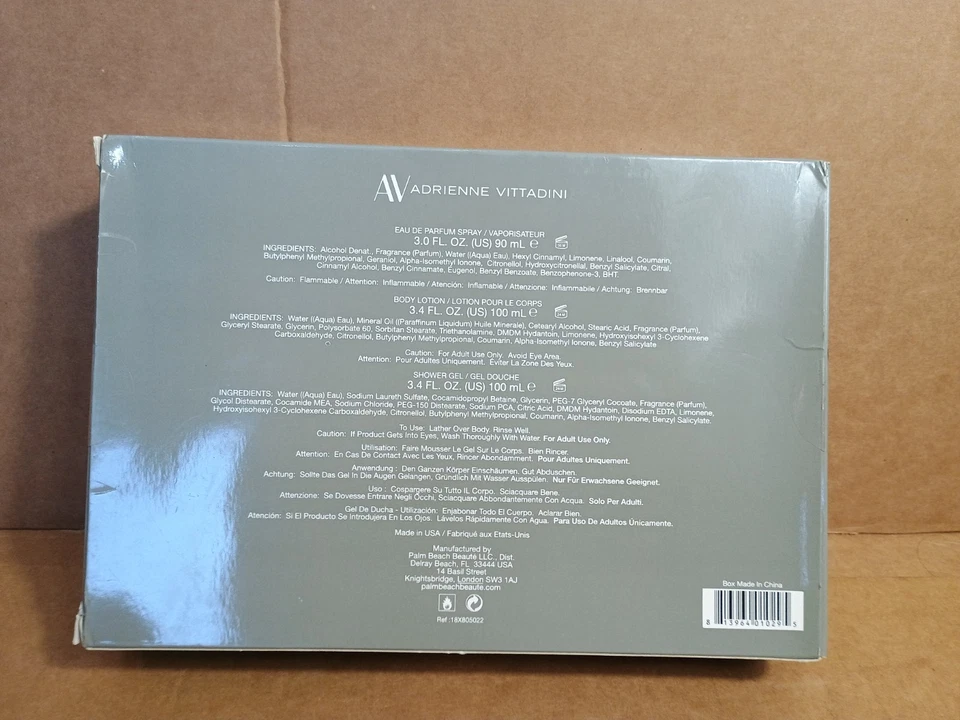 AV ADRIENNE VITTADINI
EAU DE PARFUM SPRAY / VAPORISATEUR
3.0 FL. OZ. (US) 90 mL ℮
INGREDIENTS: Alcohol Denat., Fragrance (Parfum), Water ((Aqua) Eau), Hexyl Cinnamyl, Limonene, Linalool, Coumarin,
Butylphenyl Methylpropional, Geraniol, Alpha-Isomethyl Ionone, Citronellol, Hydroxycitronellal, Benzyl Salicylate, Citral,
Cinnamyl Alcohol, Benzyl Cinnamate, Eugenol, Benzyl Benzoate, Benzophenone-3, BHT.
Caution: Flammable / Attention: Inflammable / Atención: Inflamable / Attenzione: Infiammabile / Achtung: Brennbar
BODY LOTION / LOTION POUR LE CORPS
3.4 FL. OZ. (US) 100 mL ℮
INGREDIENTS: Water ((Aqua) Eau), Mineral Oil ((Paraffinum Liquidum) Huile Minerale), Cetearyl Alcohol, Stearic Acid, Fragrance (Parfum),
Glyceryl Stearate, Glycerin, Polysorbate 60, Sorbitan Stearate, Triethanolamine, DMDM Hydantoin, Limonene, Hydroxyisohexyl 3-Cyclohexene
Carboxaldehyde, Citronellol, Butylphenyl Methylpropional, Coumarin, Alpha-Isomethyl Ionone, Benzyl Salicylate
Caution: For Adult Use Only. Avoid Eye Area.
Attention: Pour Adultes Uniquement. Éviter La Zone Des Yeux.
SHOWER GEL / GEL DOUCHE
3.4 FL. OZ. (US) 100 mL ℮
INGREDIENTS: Water ((Aqua) Eau), Sodium Laureth Sulfate, Cocamidopropyl Betaine, Glycerin, PEG-7 Glyceryl Cocoate, Fragrance (Parfum),
Glycol Distearate, Cocamide MEA, Sodium Chloride, PEG-150 Distearate, Sodium PCA, Citric Acid, DMDM Hydantoin, Disodium EDTA, Limonene,
Hydroxyisohexyl 3-Cyclohexene Carboxaldehyde, Citronellol, Butylphenyl Methylpropional, Coumarin, Alpha-Isomethyl Ionone, Benzyl Salicylate.
To Use: Lather Over Body. Rinse Well.
Caution: If Product Gets Into Eyes, Wash Thoroughly With Water. For Adult Use Only.
Utilisation: Faire Mousser Le Gel Sur Le Corps. Bien Rincer.
Attention: En Cas De Contact Avec Les Yeux, Rincer Abondamment. Pour Adultes Uniquement.
Anwendung : Den Ganzen Körper Einschäumen. Gut Abduschen.
Achtung: Sollte Das Gel In Die Augen Gelangen, Gründlich Mit Wasser Ausspülen. Nur Für Erwachsene Geeignet.
Uso : Cospargere Su Tutto IL Corpo. Sciacquare Bene.
Attenzione: Se Dovesse Entrare Negli Occhi, Sciacquare Abbondantemente Con Acqua. Solo Per Adulti.
Gel De Ducha - Utilización: Enjabonar Todo El Cuerpo. Aclarar Bien.
Atención: Si El Producto Se Introdujera En Los Ojos. Lávelos Rápidamente Con Agua. Para Uso De Adultos Únicamente.
Made in USA / Fabriqué aux Etats-Unis
Manufactured by
Palm Beach Beauté LLC., Dist.
Delray Beach, FL 33444 USA
14 Basil Street
Knightsbridge, London SW3 1AJ
palmbeachbeaute.com
Ref :18X805022
Box Made In China
8 13964 01029 5